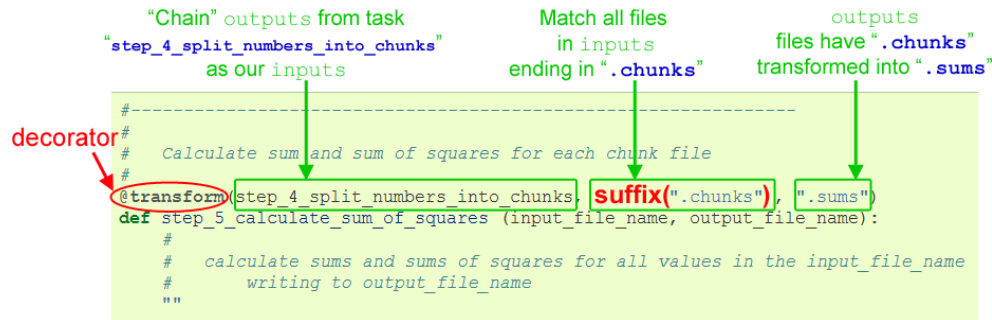 “Chain” outputs from task
“step_4_split_numbers_into_chunks”
as our inputs
Match all files
in inputs
ending in “.chunks”
outputs
files have “.chunks”
transformed into “.sums”
decorator
#---------------------------------------------------------------
#
#   Calculate sum and sum of squares for each chunk file
#
@transform(step_4_split_numbers_into_chunks, suffix(".chunks"), ".sums")
def step_5_calculate_sum_of_squares (input_file_name, output_file_name):
    #
    #   calculate sums and sums of squares for all values in the input_file_name
    #       writing to output_file_name
    ""